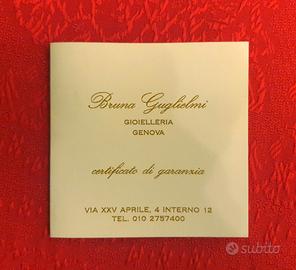 Bruna Guglielmi
GIOIELLERIA
GENOVA
certificato di garanzia
VIA XXV APRILE, 4 INTERNO 12
TEL. 010 2757400
subito